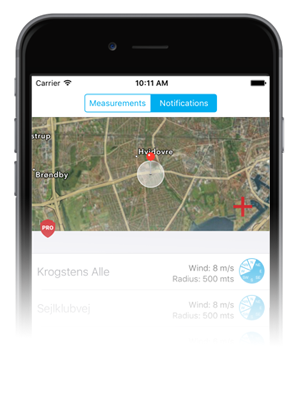 Carrier 10:11 AM
Measurements Notifications
strup
Hvidovre
Brøndby
PRO
Krogstens Alle
Wind: 8 m/s
Radius: 500 mts
Sejlklubvej
Wind: 8 m/s
Radius: 500 mts